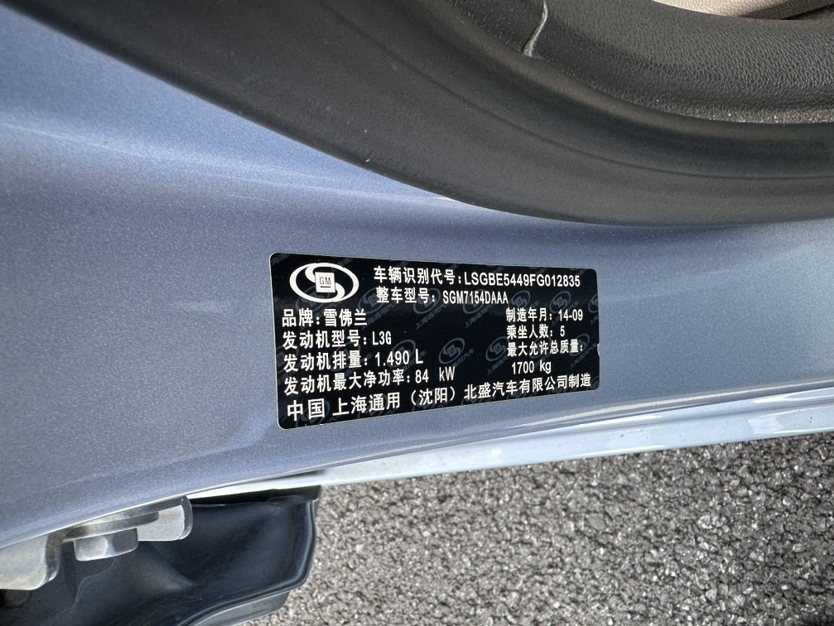 GM
车辆识别代号:LSGBE5449FG012835
整车型号: SGM7154DAAA
品牌:雪佛兰 制造年月: 14-09
发动机型号: L3G 乘坐人数: 5
发动机排量: 1.490 L 最大允许总质量:
发动机最大净功率: 84 kW 1700 kg
中国 上海通用（沈阳）北盛汽车有限公司制造